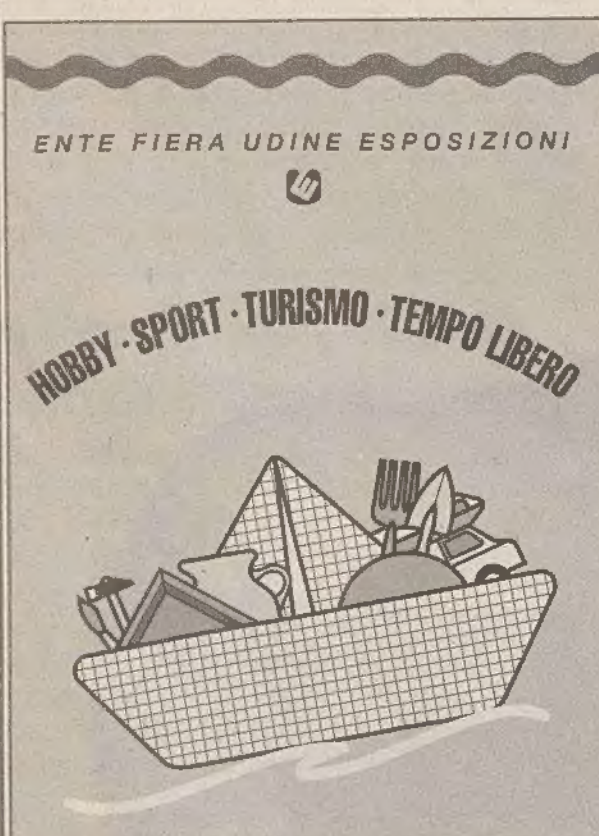 ENTE FIERA UDINE ESPOSIZIONI
HOBBY · SPORT · TURISMO · TEMPO LIBERO